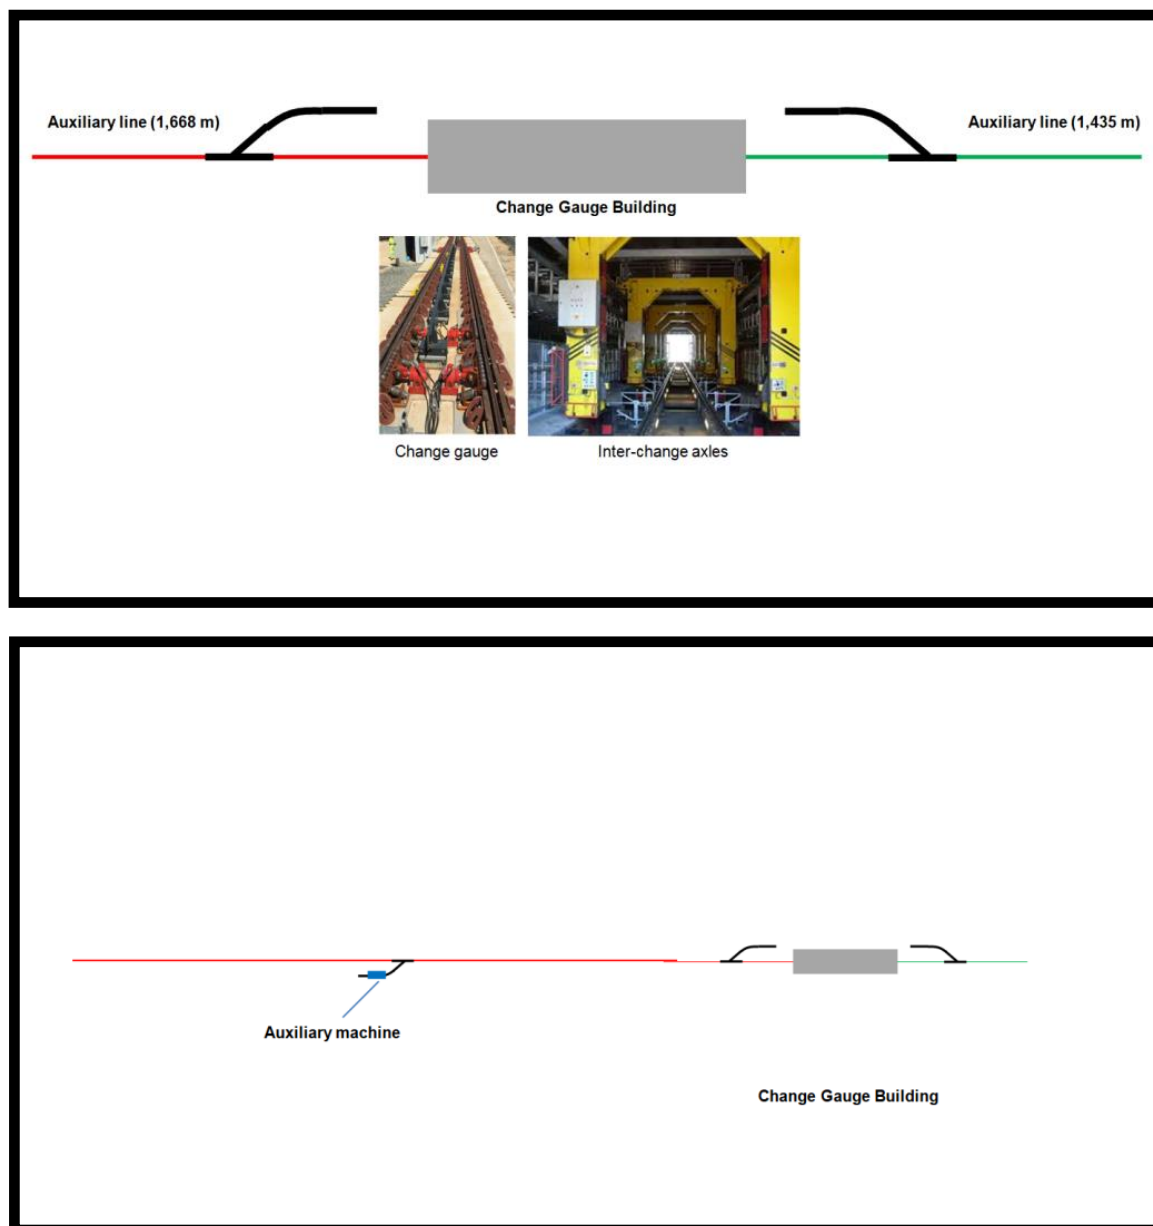 Auxiliary line (1,668 m)
Auxiliary line (1,435 m)
Change Gauge Building
Change gauge
Inter-change axles
Auxiliary machine
Change Gauge Building